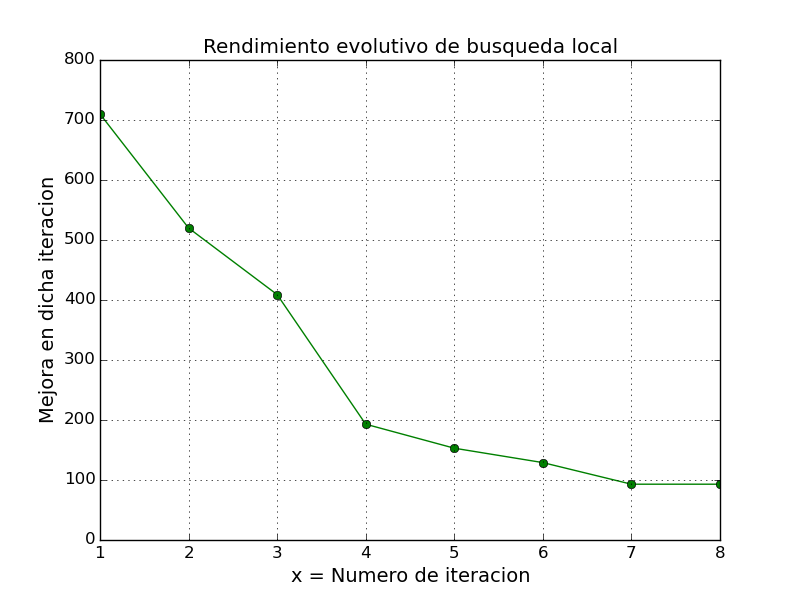 Rendimiento evolutivo de busqueda local
800
700
600
500
400
300
200
100
0
Mejora en dicha iteracion
1 2 3 4 5 6 7 8
x = Numero de iteracion